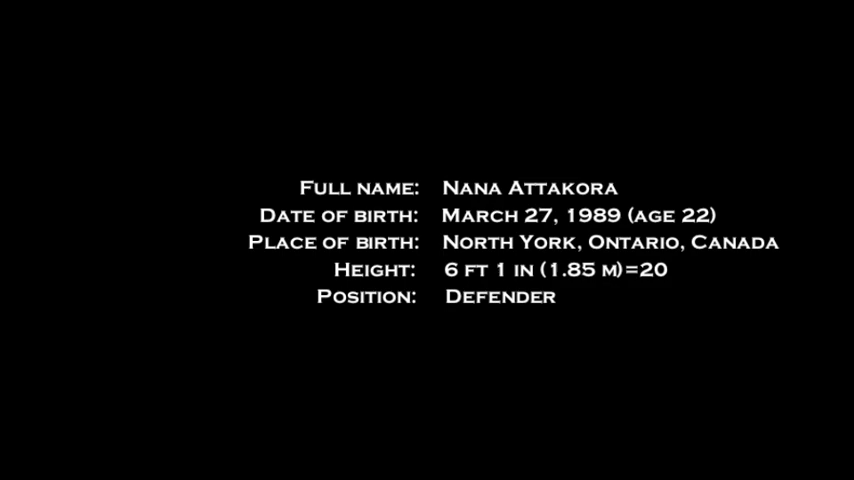 Full name: Nana Attakora
Date of birth: March 27, 1989 (age 22)
Place of birth: North York, Ontario, Canada
Height: 6 ft 1 in (1.85 m)=20
Position: Defender